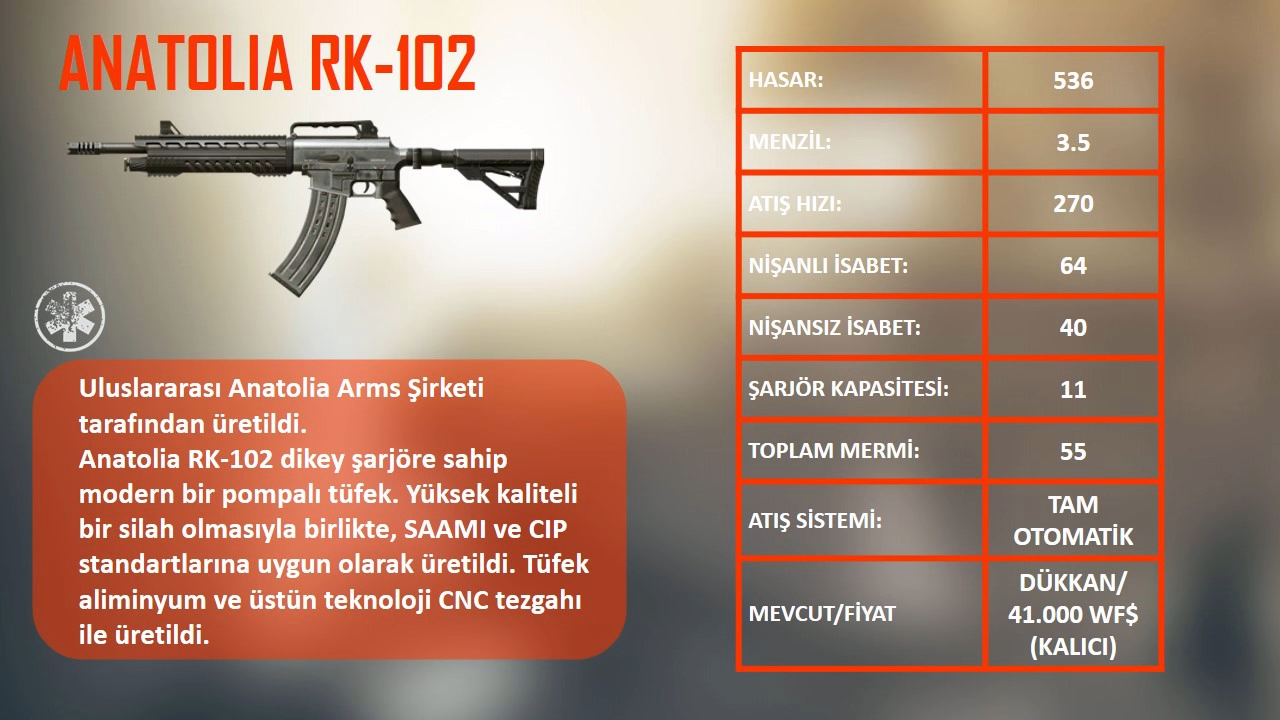 ANATOLIA RK-102
Uluslararası Anatolia Arms Şirketi
tarafından üretildi.
Anatolia RK-102 dikey şarjöre sahip
modern bir pompalı tüfek. Yüksek kaliteli
bir silah olmasıyla birlikte, SAAMI ve CIP
standartlarına uygun olarak üretildi. Tüfek
aliminyum ve üstün teknoloji CNC tezgahı
ile üretildi.
HASAR: 536
MENZİL: 3.5
ATIŞ HIZI: 270
NİŞANLI İSABET: 64
NİŞANSIZ İSABET: 40
ŞARJÖR KAPASİTESİ: 11
TOPLAM MERMİ: 55
ATIŞ SİSTEMİ: TAM
OTOMATİK
MEVCUT/FİYAT DÜKKAN/
41.000 WF$
(KALICI)